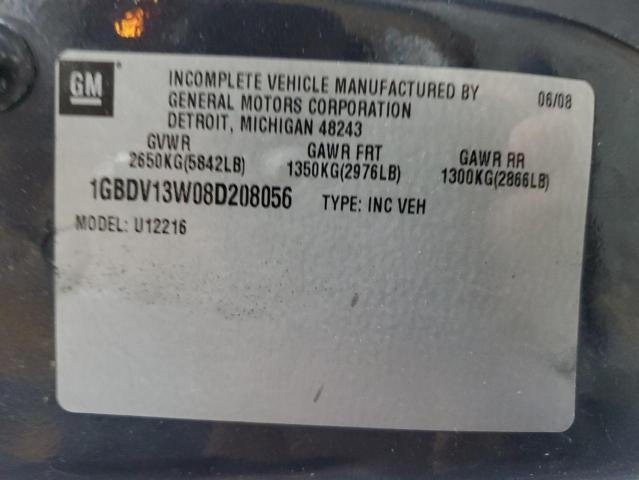 GM
INCOMPLETE VEHICLE MANUFACTURED BY 06/08
GENERAL MOTORS CORPORATION
DETROIT, MICHIGAN 48243
GVWR GAWR FRT GAWR RR
2650KG(5842LB) 1350KG(2976LB) 1300KG(2866LB)
1GBDV13W08D208056 TYPE: INC VEH
MODEL: U12216